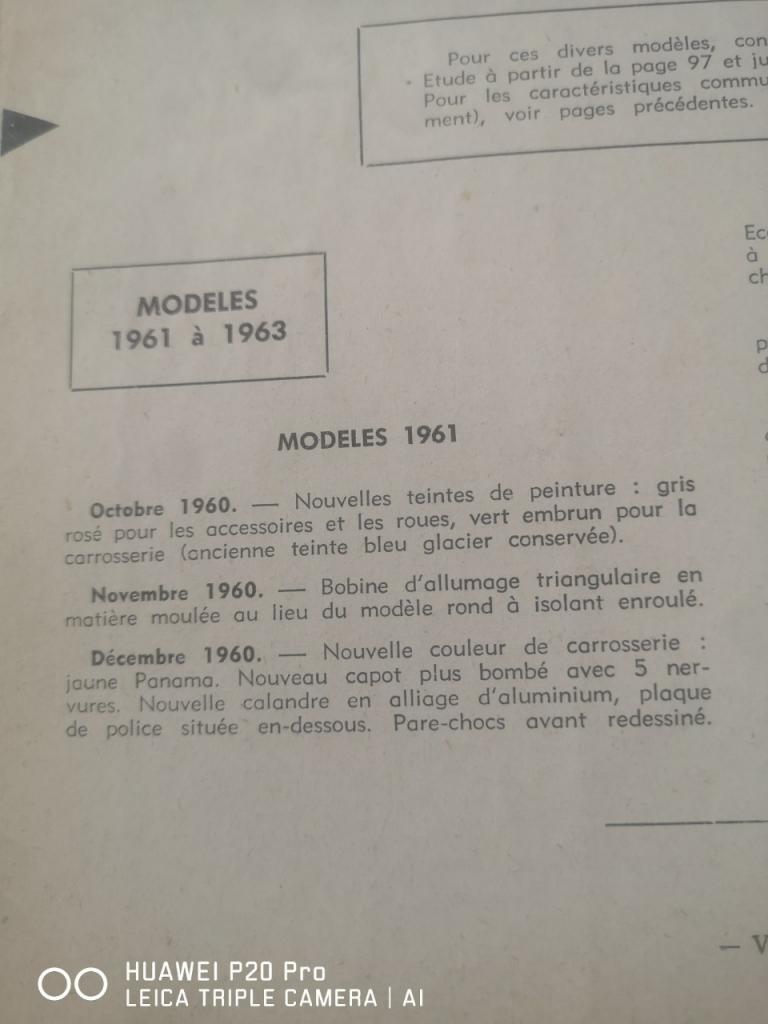 Pour ces divers modèles, con
Etude à partir de la page 97 et ju
Pour les caractéristiques commu
ment), voir pages précédentes.
MODELES
1961 à 1963
MODELES 1961
Octobre 1960. — Nouvelles teintes de peinture : gris
rosé pour les accessoires et les roues, vert embrun pour la
carrosserie (ancienne teinte bleu glacier conservée).
Novembre 1960. — Bobine d'allumage triangulaire en
matière moulée au lieu du modèle rond à isolant enroulé.
Décembre 1960. — Nouvelle couleur de carrosserie :
jaune Panama. Nouveau capot plus bombé avec 5 ner-
vures. Nouvelle calandre en alliage d'aluminium, plaque
de police située en-dessous. Pare-chocs avant redessiné.
Ec
à
ch
p
d
— V
HUAWEI P20 Pro
LEICA TRIPLE CAMERA | AI